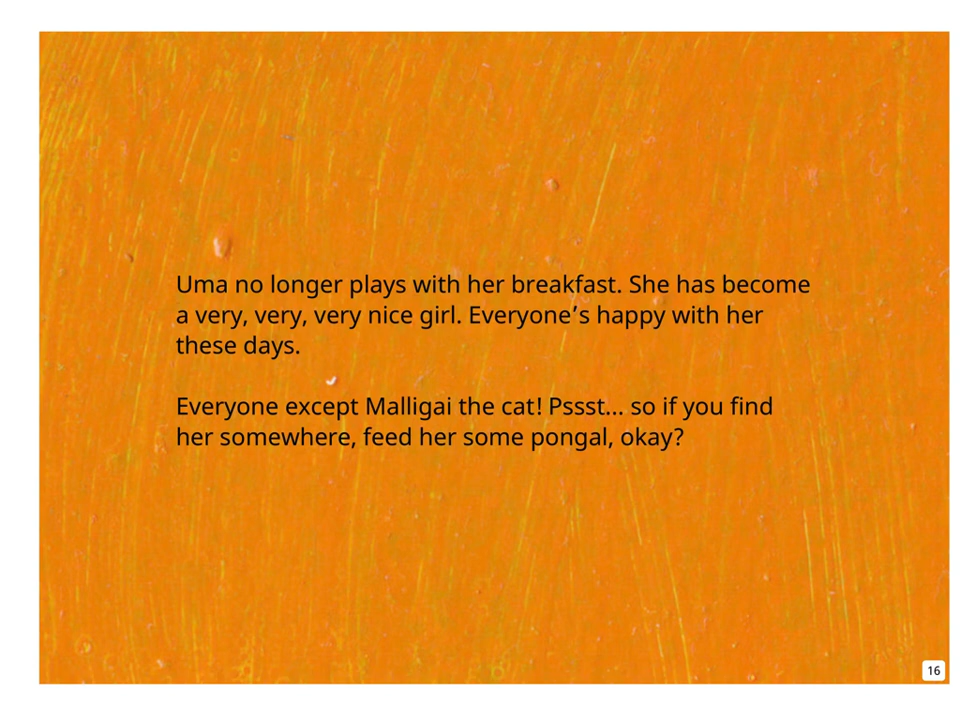 Uma no longer plays with her breakfast. She has become
a very, very, very nice girl. Everyone’s happy with her
these days.
Everyone except Malligai the cat! Pssst... so if you find
her somewhere, feed her some pongal, okay?
16